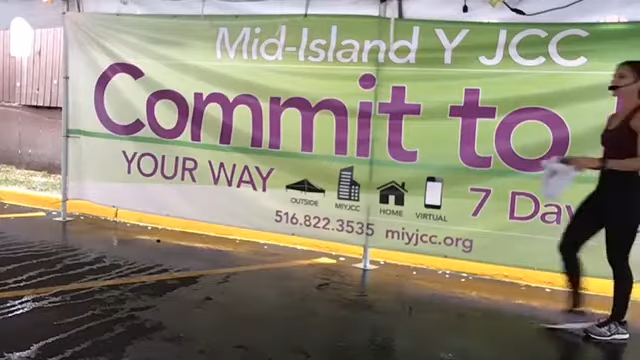 Mid-Island Y JCC
Commit to
YOUR WAY
OUTSIDE
MIYJCC
HOME
VIRTUAL
7 Day
516.822.3535 miyjcc.org